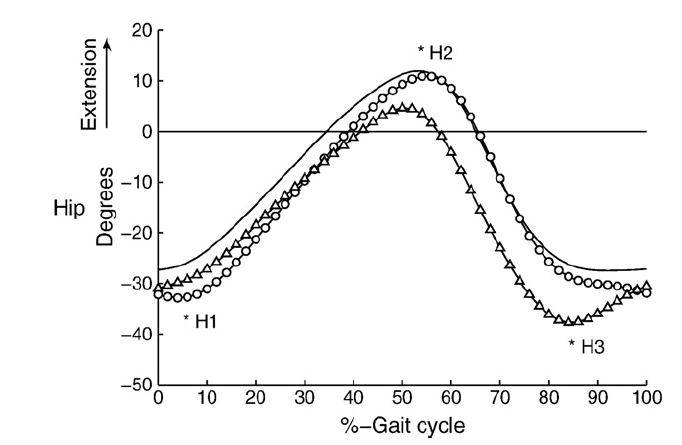 20
* H2
10
0
−10
−20
−30
* H1
−40
* H3
−50
0 10 20 30 40 50 60 70 80 90 100
%−Gait cycle
Extension
Degrees
Hip